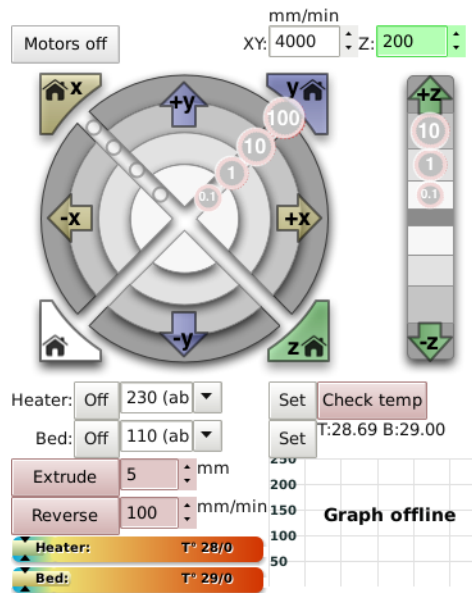 mm/min
Motors off XY: 4000 Z: 200
x +y y +z
100
10 10
1 1
0.1 0.1
-x +x
-y z -z
Heater: Off 230 (ab Set Check temp
Bed: Off 110 (ab Set T:28.69 B:29.00
Extrude 5 mm
Reverse 100 mm/min
250
200
150 Graph offline
100
50
Heater: T° 28/0
Bed: T° 29/0